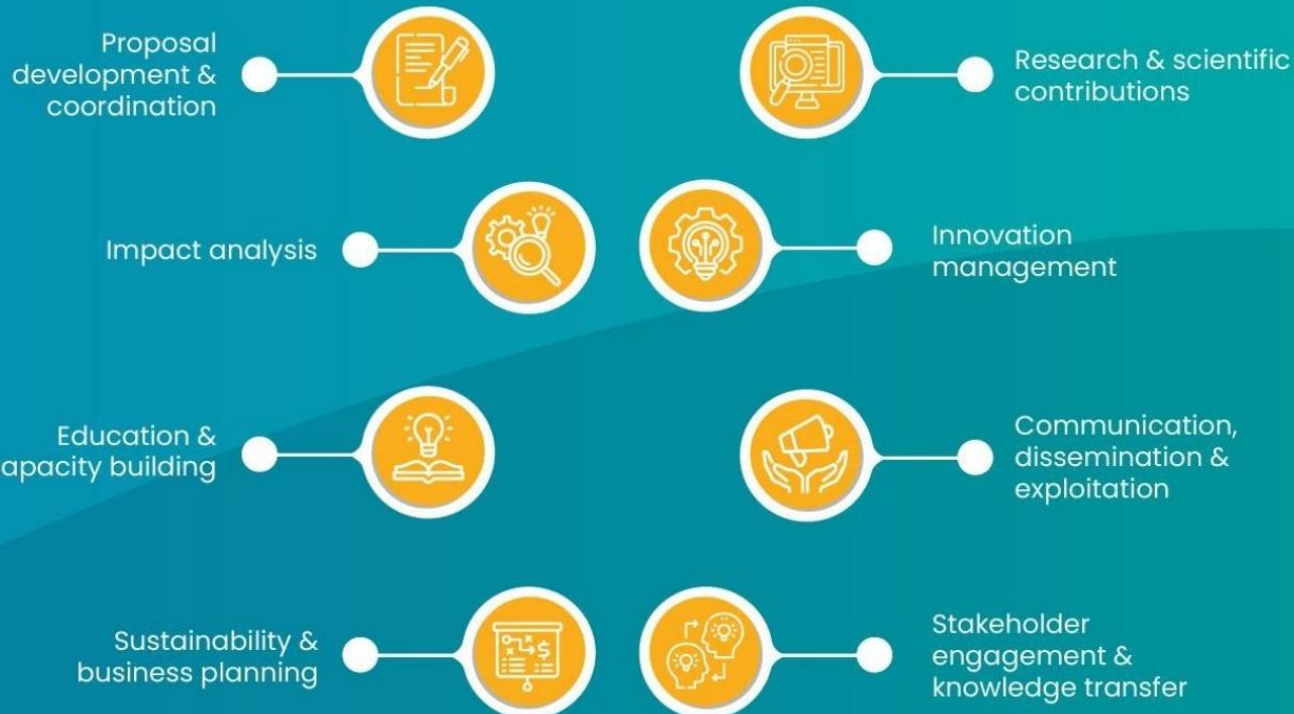 Proposal
development &
coordination
Research & scientific
contributions
Impact analysis
Innovation
management
Education &
apacity building
Communication,
dissemination &
exploitation
Sustainability &
business planning
Stakeholder
engagement &
knowledge transfer